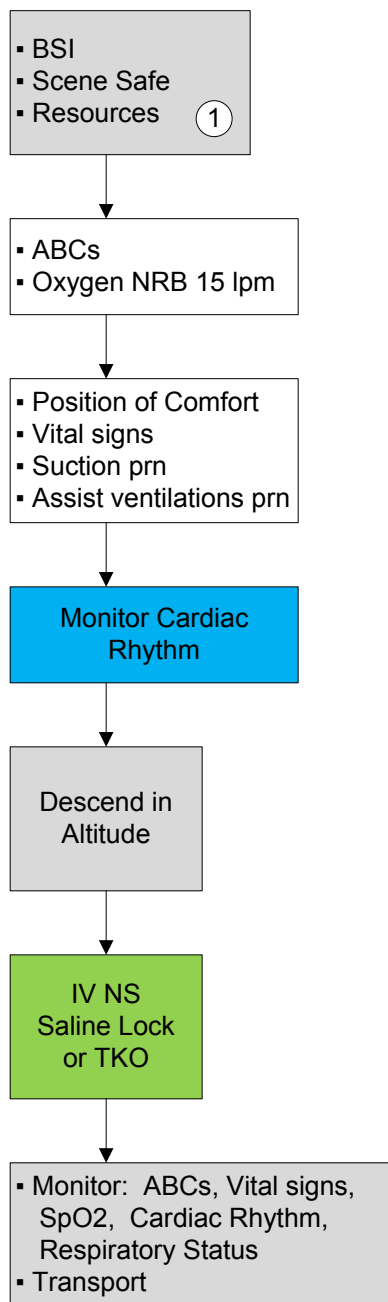 ▪ BSI
▪ Scene Safe
▪ Resources
1
▪ ABCs
▪ Oxygen NRB 15 lpm
▪ Position of Comfort
▪ Vital signs
▪ Suction prn
▪ Assist ventilations prn
Monitor Cardiac
Rhythm
Descend in
Altitude
IV NS
Saline Lock
or TKO
▪ Monitor: ABCs, Vital signs,
SpO2, Cardiac Rhythm,
Respiratory Status
▪ Transport